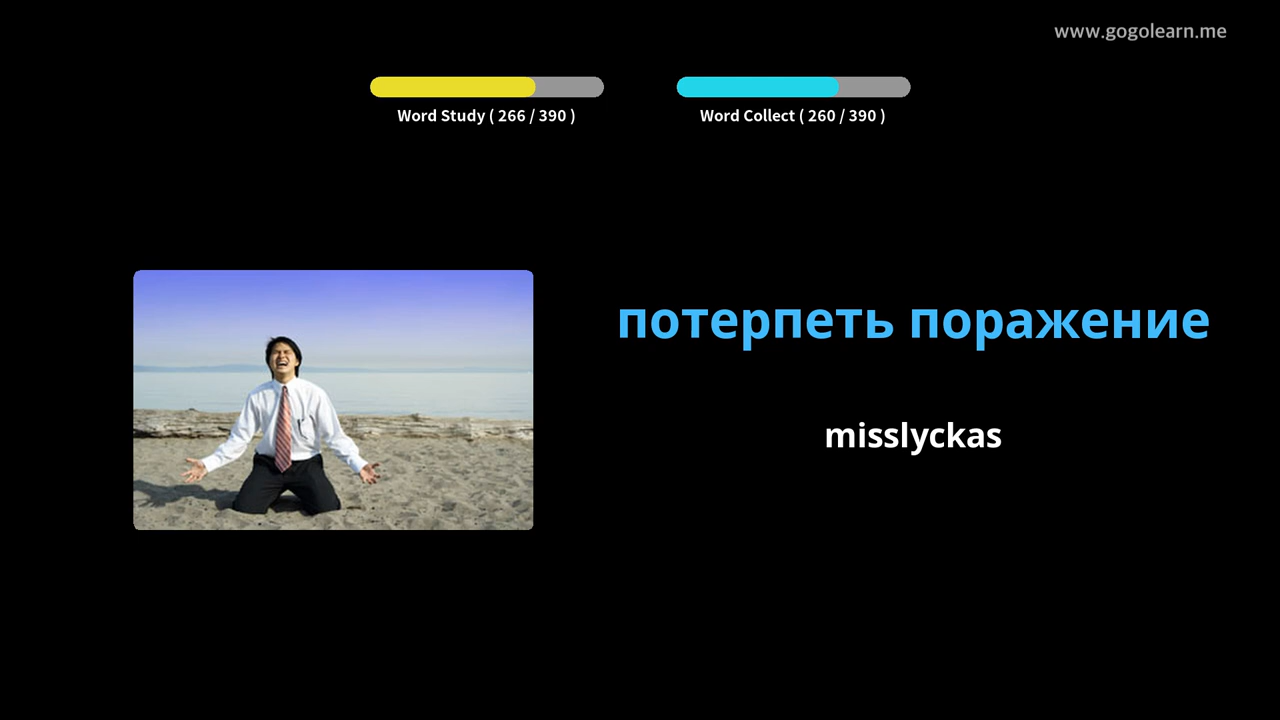 www.gogolearn.me
Word Study ( 266 / 390 )
Word Collect ( 260 / 390 )
потерпеть поражение
misslyckas